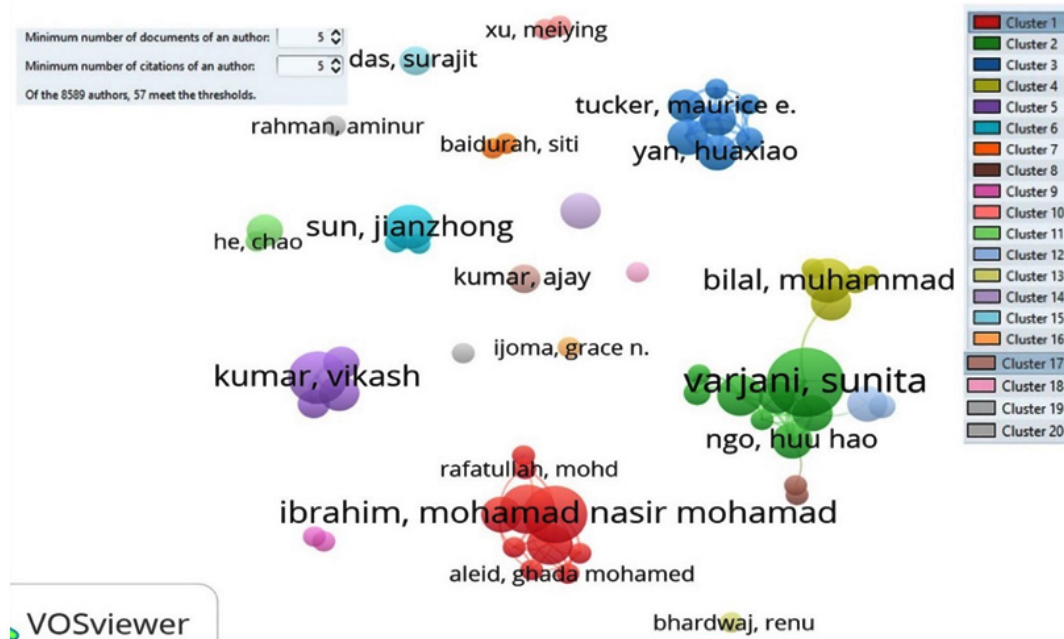 Minimum number of documents of an author: 5
Minimum number of citations of an author: 5
Of the 8589 authors, 57 meet the thresholds.
xu, meiying
das, surajit
tucker, maurice e.
rahman, aminur
baidurah, siti
yan, huaxiao
sun, jianzhong
he, chao
kumar, ajay
bilal, muhammad
ijoma, grace n.
kumar, vikash
varjani, sunita
ngo, huu hao
rafatullah, mohd
ibrahim, mohamad nasir mohamad
aleid, ghada mohamed
bhardwaj, renu
VOSviewer
Cluster 1
Cluster 2
Cluster 3
Cluster 4
Cluster 5
Cluster 6
Cluster 7
Cluster 8
Cluster 9
Cluster 10
Cluster 11
Cluster 12
Cluster 13
Cluster 14
Cluster 15
Cluster 16
Cluster 17
Cluster 18
Cluster 19
Cluster 20